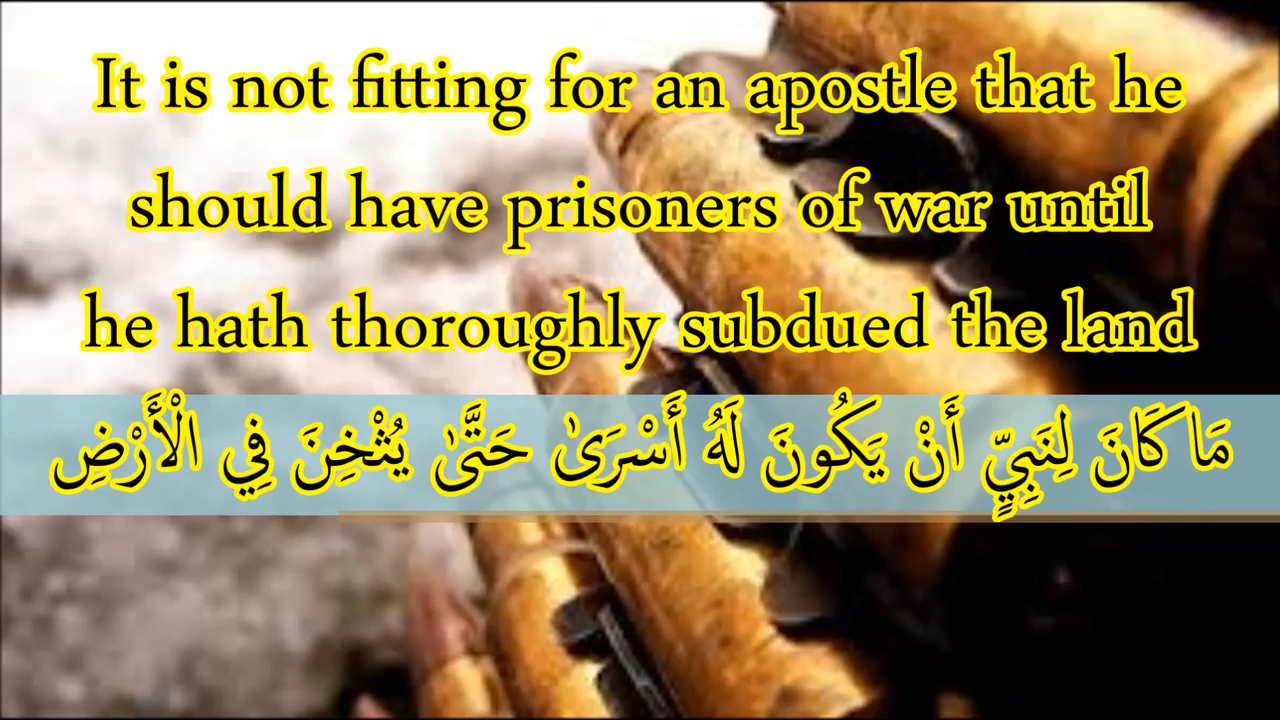 It is not fitting for an apostle that he
should have prisoners of war until
he hath thoroughly subdued the land
مَا كَانَ لِنَبِيٍّ أَنْ يَكُونَ لَهُ أَسْرَىٰ حَتَّىٰ يُثْخِنَ فِي الْأَرْضِ